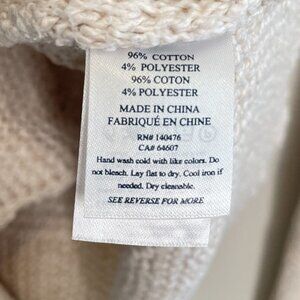 96% COTTON
4% POLYESTER
96% COTON
4% POLYESTER
MADE IN CHINA
FABRIQUÉ EN CHINE
RN# 140476
CA# 64607
Hand wash cold with like colors. Do
not bleach. Lay flat to dry. Cool iron if
needed. Dry cleanable.
SEE REVERSE FOR MORE